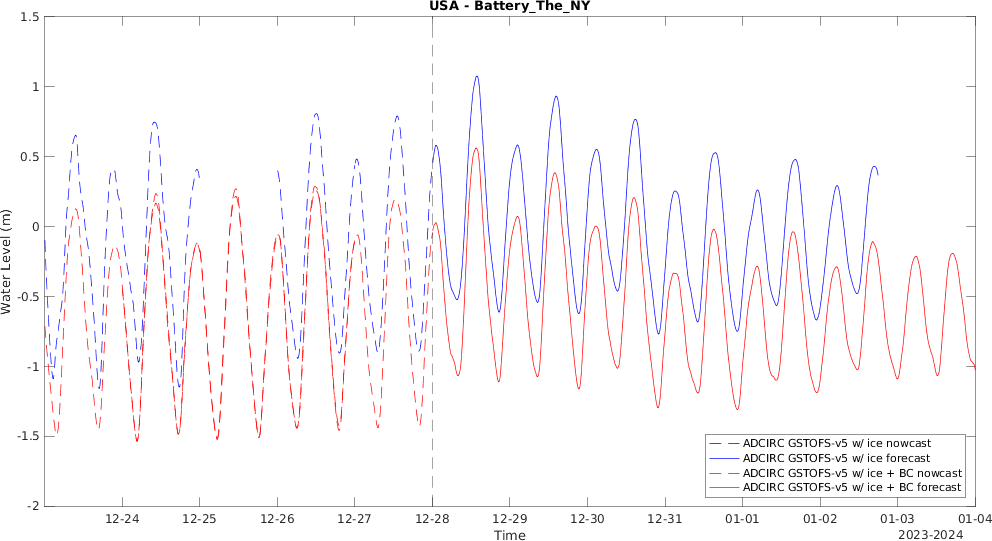 USA - Battery_The_NY
1.5
1
0.5
0
-0.5
-1
-1.5
-2
Water Level (m)
ADCIRC GSTOFS-v5 w/ ice nowcast
ADCIRC GSTOFS-v5 w/ ice forecast
ADCIRC GSTOFS-v5 w/ ice + BC nowcast
ADCIRC GSTOFS-v5 w/ ice + BC forecast
12-24 12-25 12-26 12-27 12-28 12-29 12-30 12-31 01-01 01-02 01-03 01-04
Time
2023-2024